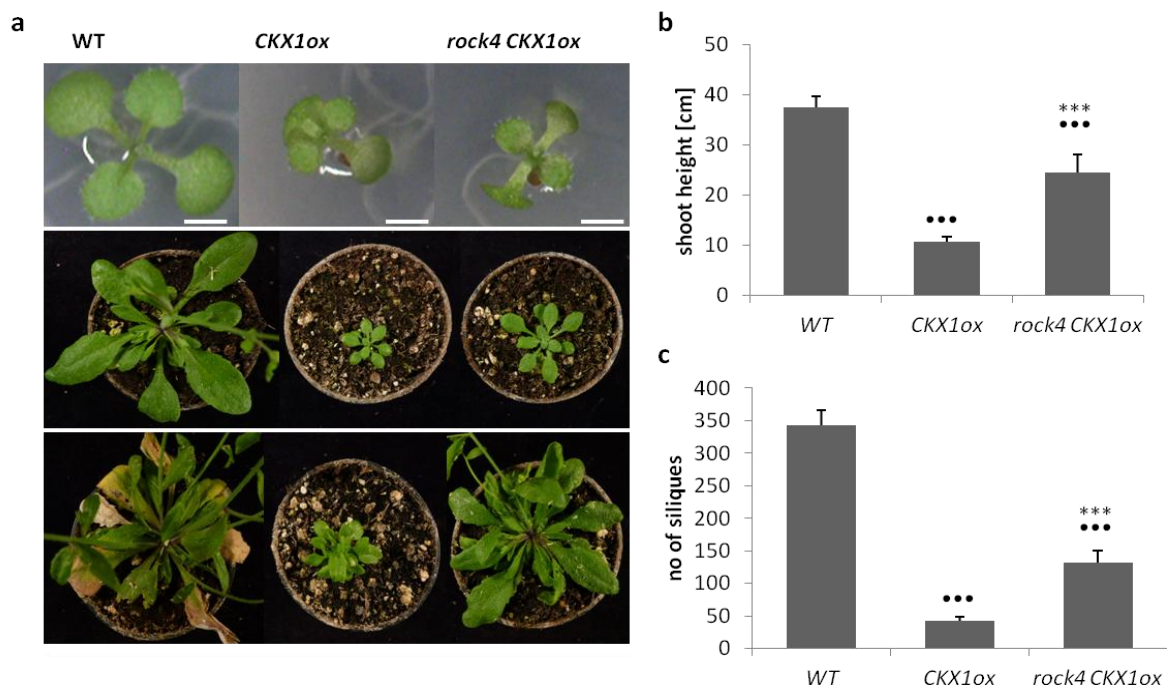 a
WT CKX1ox rock4 CKX1ox
b
shoot height [cm]
50
40
30
20
10
0
•••
***
•••
WT CKX1ox rock4 CKX1ox
c
no of siliques
400
350
300
250
200
150
100
50
0
•••
***
•••
WT CKX1ox rock4 CKX1ox